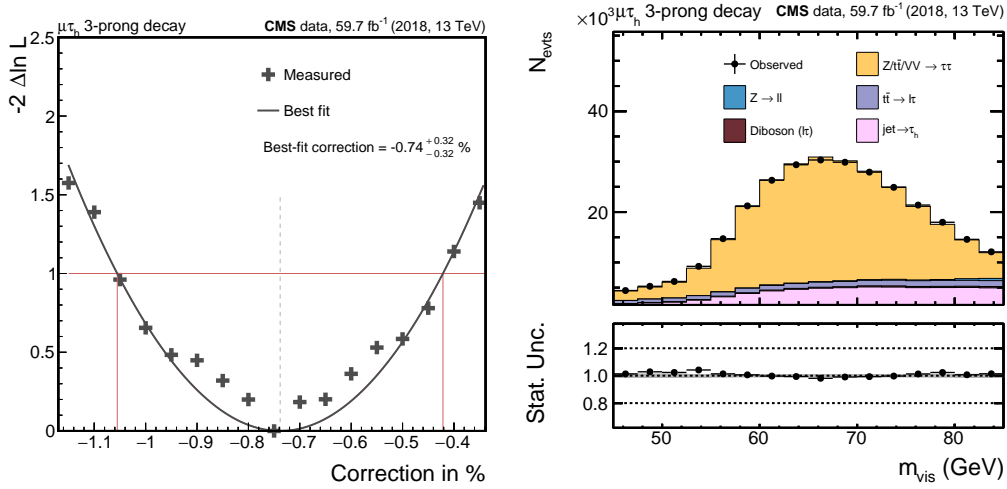 μτₕ 3-prong decay CMS data, 59.7 fb⁻¹ (2018, 13 TeV)
-2 Δln L
2.5
2
1.5
1
0.5
0
Measured
Best fit
Best-fit correction = -0.74 +0.32 −0.32 %
−1.1 −1 −0.9 −0.8 −0.7 −0.6 −0.5 −0.4
Correction in %
×10³ μτₕ 3-prong decay CMS data, 59.7 fb⁻¹ (2018, 13 TeV)
N_evts
40
20
Observed Z/tt̄/VV → ττ
Z → ll tt̄ → lτ
Diboson (lτ) jet→τₕ
Stat. Unc.
1.2
1.0
0.8
50 60 70 80
m_vis (GeV)